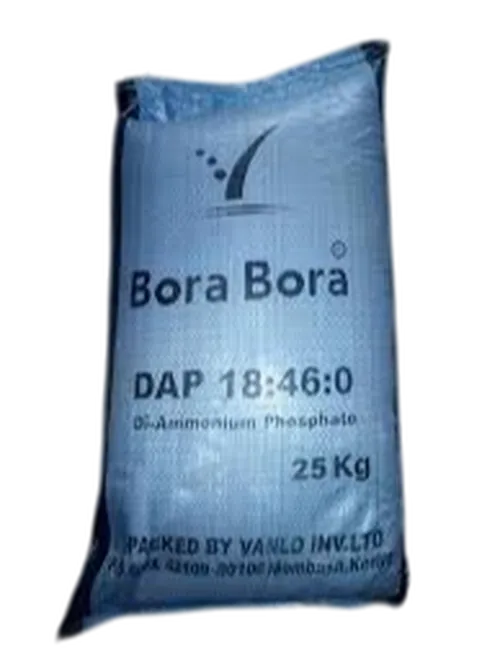 Bora Bora
DAP 18:46:0
Di-Ammonium Phosphate
25 Kg
PACKED BY VANLO INV.LTD
Mombasa, Kenya